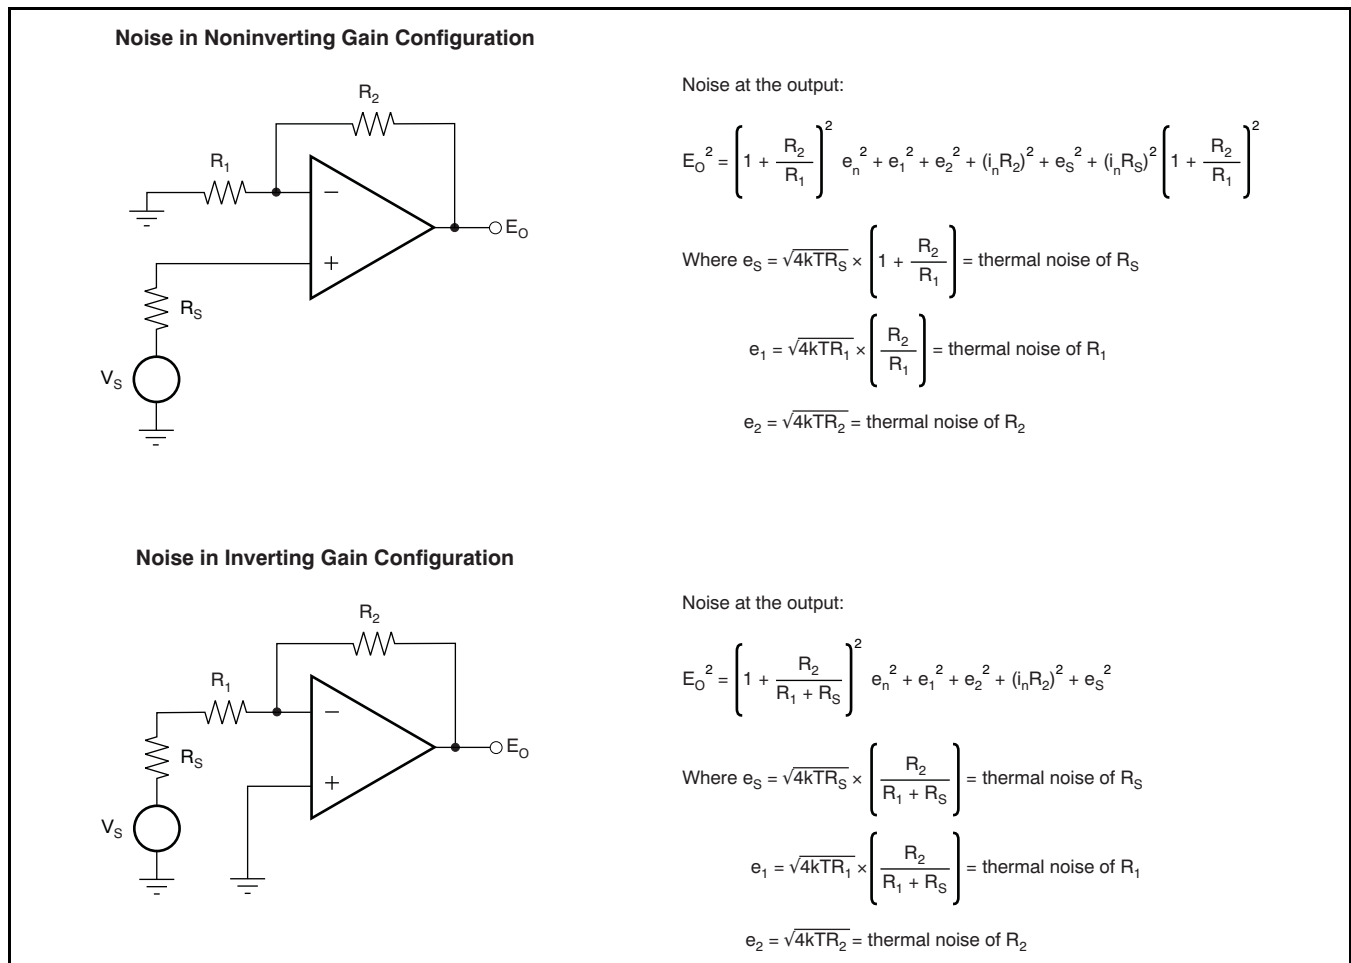 Noise in Noninverting Gain Configuration
R2
R1
−
+
EO
RS
VS
Noise at the output:
EO² = [1 + R2/R1]² en² + e1² + e2² + (inR2)² + eS² + (inRS)² [1 + R2/R1]²
Where eS = √4kTRS × [1 + R2/R1] = thermal noise of RS
e1 = √4kTR1 × [R2/R1] = thermal noise of R1
e2 = √4kTR2 = thermal noise of R2
Noise in Inverting Gain Configuration
R2
R1
−
+
EO
RS
VS
Noise at the output:
EO² = [1 + R2/(R1 + RS)]² en² + e1² + e2² + (inR2)² + eS²
Where eS = √4kTRS × [R2/(R1 + RS)] = thermal noise of RS
e1 = √4kTR1 × [R2/(R1 + RS)] = thermal noise of R1
e2 = √4kTR2 = thermal noise of R2